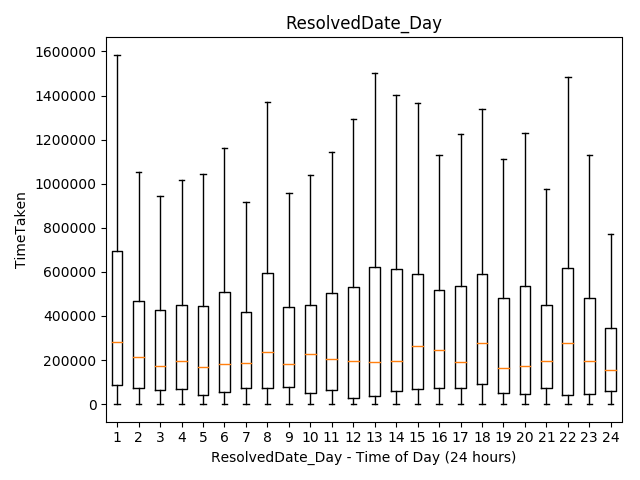 ResolvedDate_Day
1600000
1400000
1200000
1000000
800000
600000
400000
200000
0
TimeTaken
1 2 3 4 5 6 7 8 9 10 11 12 13 14 15 16 17 18 19 20 21 22 23 24
ResolvedDate_Day - Time of Day (24 hours)